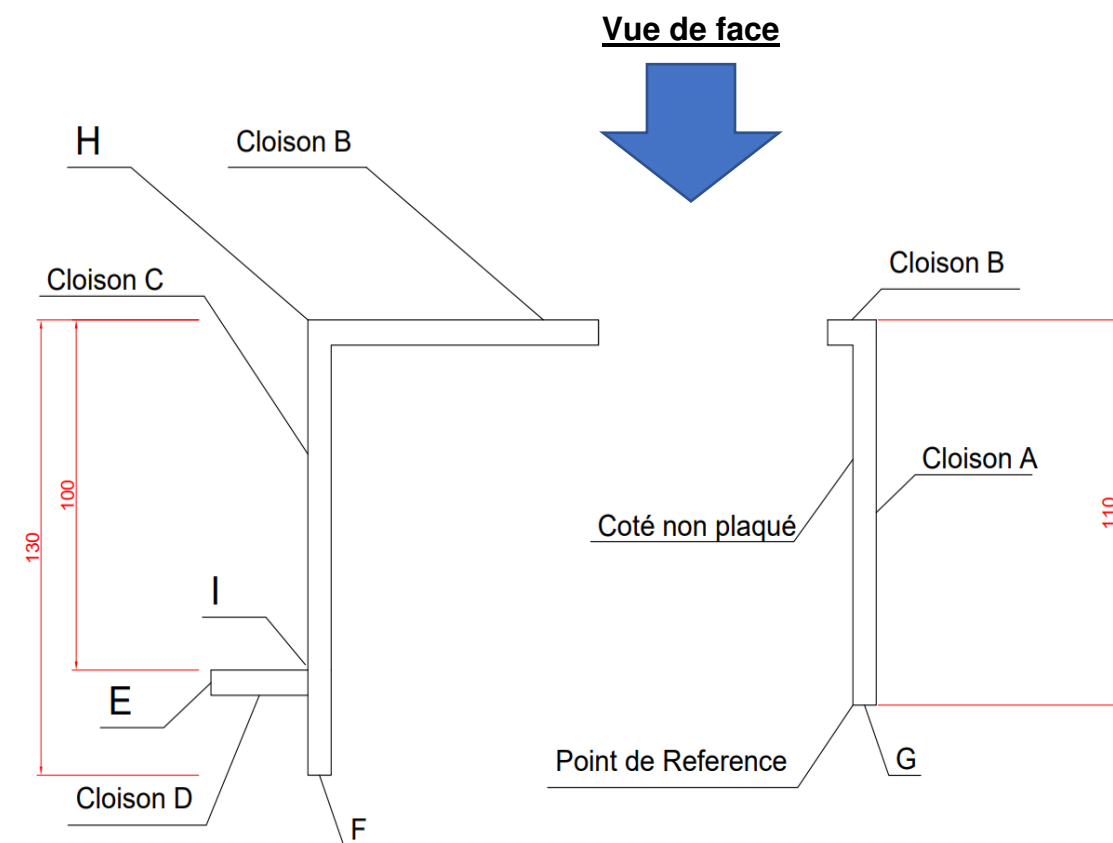 Vue de face
H
Cloison B
Cloison C
Cloison B
130
100
110
Cloison A
Coté non plaqué
I
E
Point de Reference
G
Cloison D
F